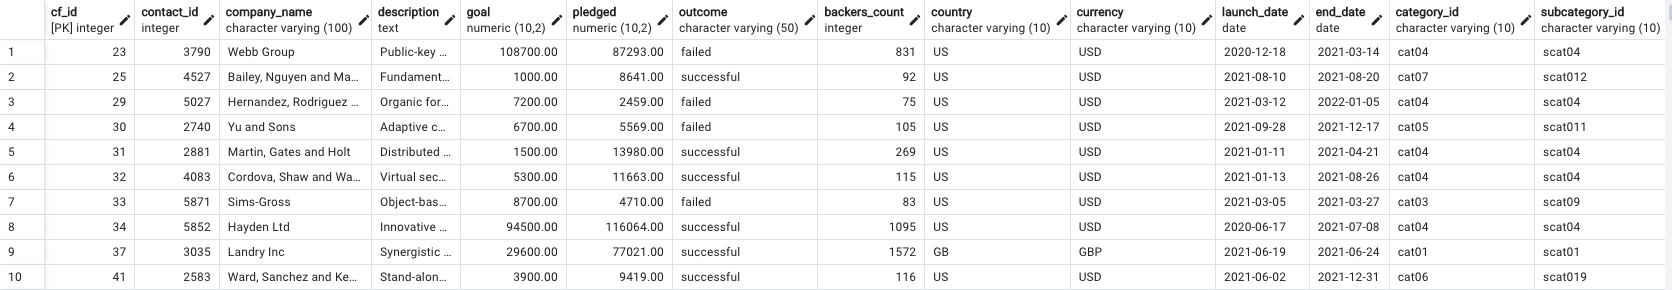 cf_id contact_id company_name description goal pledged outcome backers_count country currency launch_date end_date category_id subcategory_id
[PK] integer integer character varying (100) text numeric (10,2) numeric (10,2) character varying (50) integer character varying (10) character varying (10) date date character varying (10) character varying (10)
1 23 3790 Webb Group Public-key ... 108700.00 87293.00 failed 831 US USD 2020-12-18 2021-03-14 cat04 scat04
2 25 4527 Bailey, Nguyen and Ma... Fundament... 1000.00 8641.00 successful 92 US USD 2021-08-10 2021-08-20 cat07 scat012
3 29 5027 Hernandez, Rodriguez ... Organic for... 7200.00 2459.00 failed 75 US USD 2021-03-12 2022-01-05 cat04 scat04
4 30 2740 Yu and Sons Adaptive c... 6700.00 5569.00 failed 105 US USD 2021-09-28 2021-12-17 cat05 scat011
5 31 2881 Martin, Gates and Holt Distributed ... 1500.00 13980.00 successful 269 US USD 2021-01-11 2021-04-21 cat04 scat04
6 32 4083 Cordova, Shaw and Wa... Virtual sec... 5300.00 11663.00 successful 115 US USD 2021-01-13 2021-08-26 cat04 scat04
7 33 5871 Sims-Gross Object-bas... 8700.00 4710.00 failed 83 US USD 2021-03-05 2021-03-27 cat03 scat09
8 34 5852 Hayden Ltd Innovative ... 94500.00 116064.00 successful 1095 US USD 2020-06-17 2021-07-08 cat04 scat04
9 37 3035 Landry Inc Synergistic ... 29600.00 77021.00 successful 1572 GB GBP 2021-06-19 2021-06-24 cat01 scat01
10 41 2583 Ward, Sanchez and Ke... Stand-alon... 3900.00 9419.00 successful 116 US USD 2021-06-02 2021-12-31 cat06 scat019